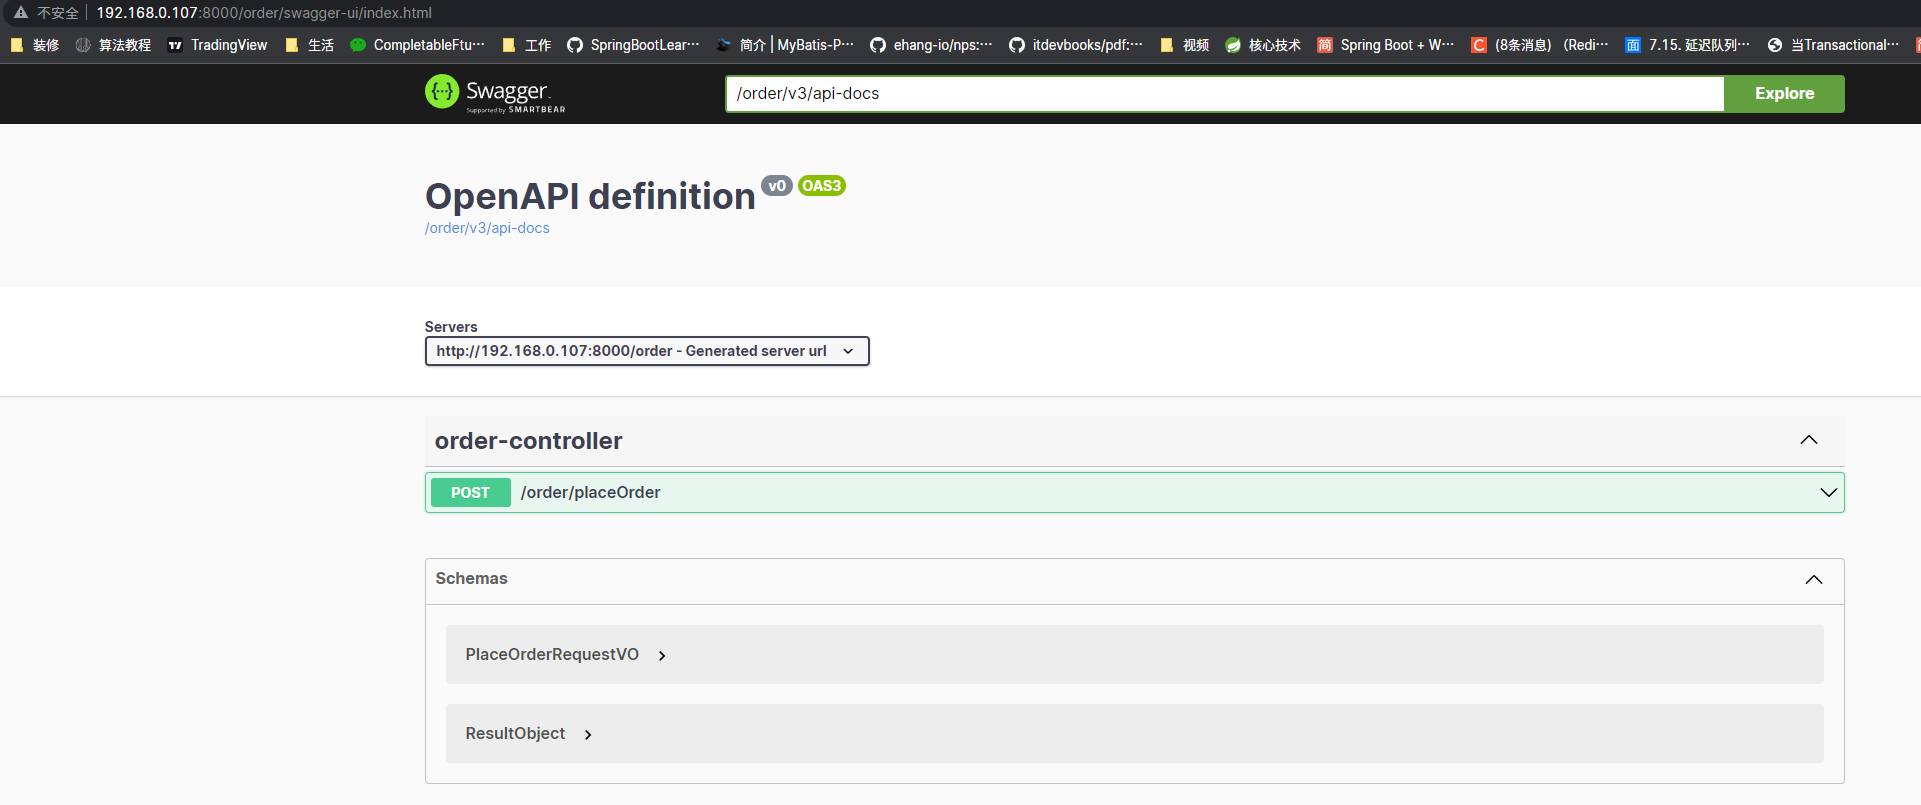 不安全 192.168.0.107:8000/order/swagger-ui/index.html
装修 算法教程 TradingView 生活 CompletableFtu··· 工作 SpringBootLear··· 简介 | MyBatis-P··· ehang-io/nps:··· itdevbooks/pdf:··· 视频 核心技术 简 Spring Boot + W··· C (8条消息) （Redi··· 面 7.15. 延迟队列··· 当Transactional···
Swagger /order/v3/api-docs Explore
Supported by SMARTBEAR
OpenAPI definition v0 OAS3
/order/v3/api-docs
Servers
http://192.168.0.107:8000/order - Generated server url
order-controller
POST /order/placeOrder
Schemas
PlaceOrderRequestVO
ResultObject